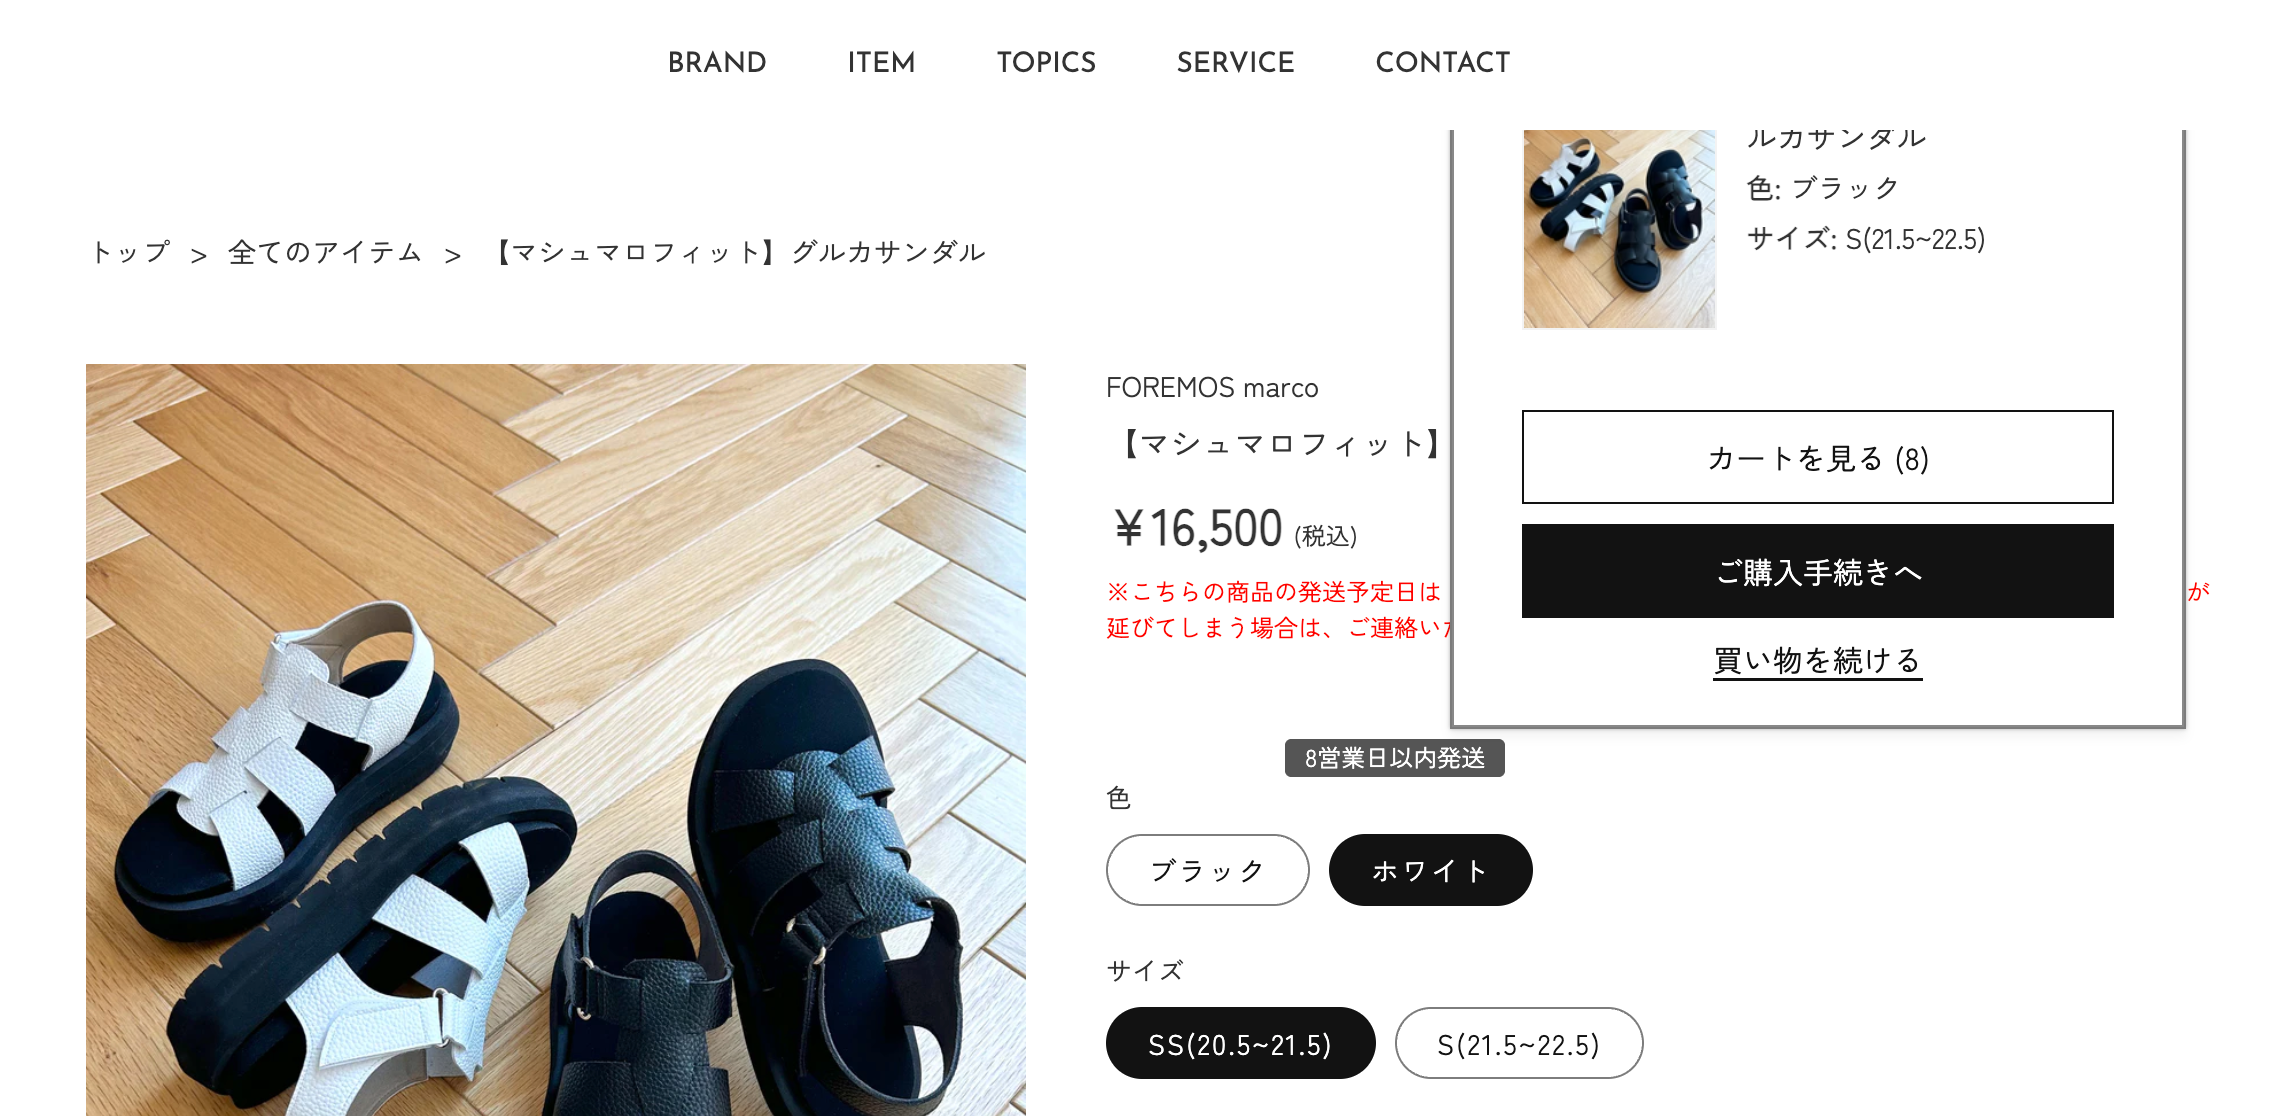 BRAND ITEM TOPICS SERVICE CONTACT
ルカサンダル
色: ブラック
サイズ: S(21.5~22.5)
トップ > 全てのアイテム > 【マシュマロフィット】グルカサンダル
カートを見る (8)
ご購入手続きへ
買い物を続ける
FOREMOS marco
【マシュマロフィット】
¥16,500 (税込)
※こちらの商品の発送予定日は が
延びてしまう場合は、ご連絡い
8営業日以内発送
色
ブラック ホワイト
サイズ
SS(20.5~21.5) S(21.5~22.5)